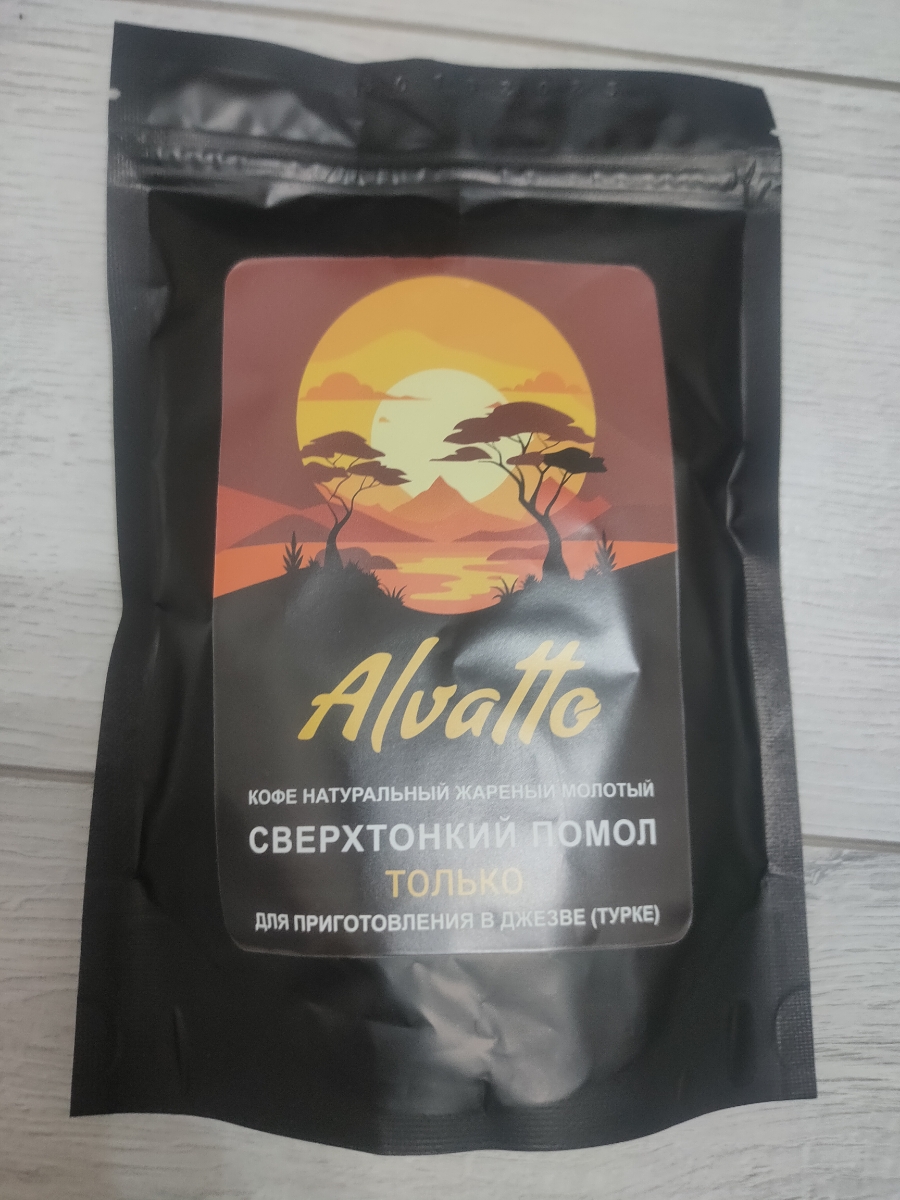 Alvatto
КОФЕ НАТУРАЛЬНЫЙ ЖАРЕНЫЙ МОЛОТЫЙ
СВЕРХТОНКИЙ ПОМОЛ
ТОЛЬКО
ДЛЯ ПРИГОТОВЛЕНИЯ В ДЖЕЗВЕ (ТУРКЕ)